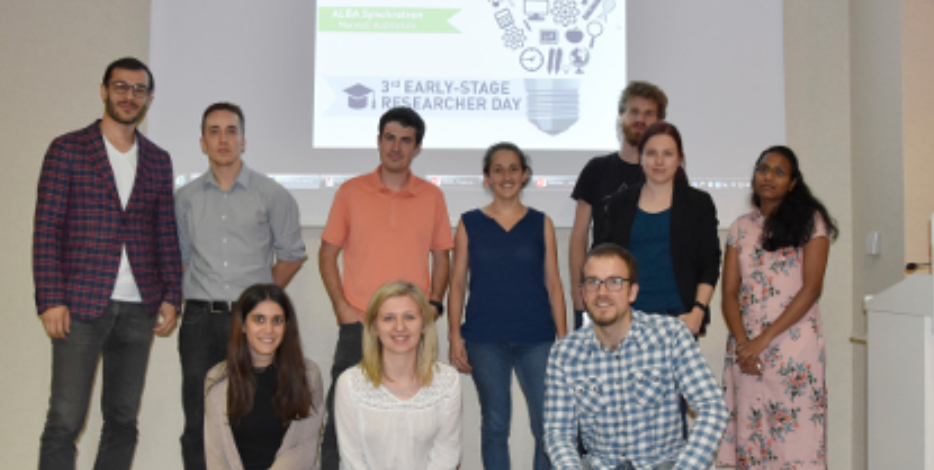 ALBA Synchrotron
3rd EARLY-STAGE
RESEARCHER DAY